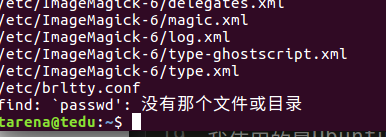 /etc/ImageMagick-6/delegates.xml
/etc/ImageMagick-6/magic.xml
/etc/ImageMagick-6/log.xml
/etc/ImageMagick-6/type-ghostscript.xml
/etc/ImageMagick-6/type.xml
/etc/brltty.conf
find: `passwd': 没有那个文件或目录
tarena@tedu:~$